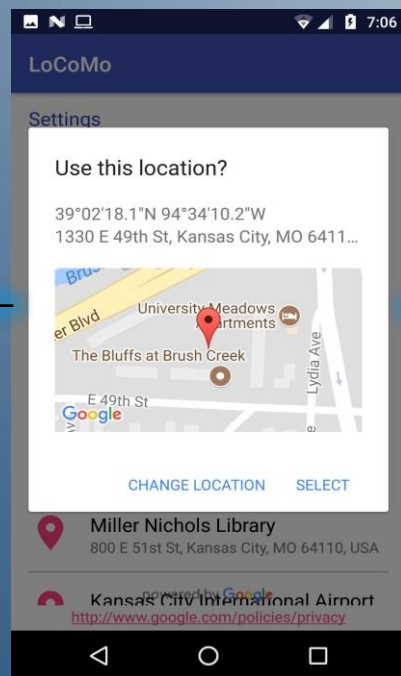 7:06
LoCoMo
Settings
Use this location?
39°02'18.1"N 94°34'10.2"W
1330 E 49th St, Kansas City, MO 6411...
Brus
er Blvd
University Meadows
Apartments
The Bluffs at Brush Creek
Lydia Ave
E 49th St
Google
CHANGE LOCATION SELECT
Miller Nichols Library
800 E 51st St, Kansas City, MO 64110, USA
Kansas City International Airport
powered by Google
http://www.google.com/policies/privacy